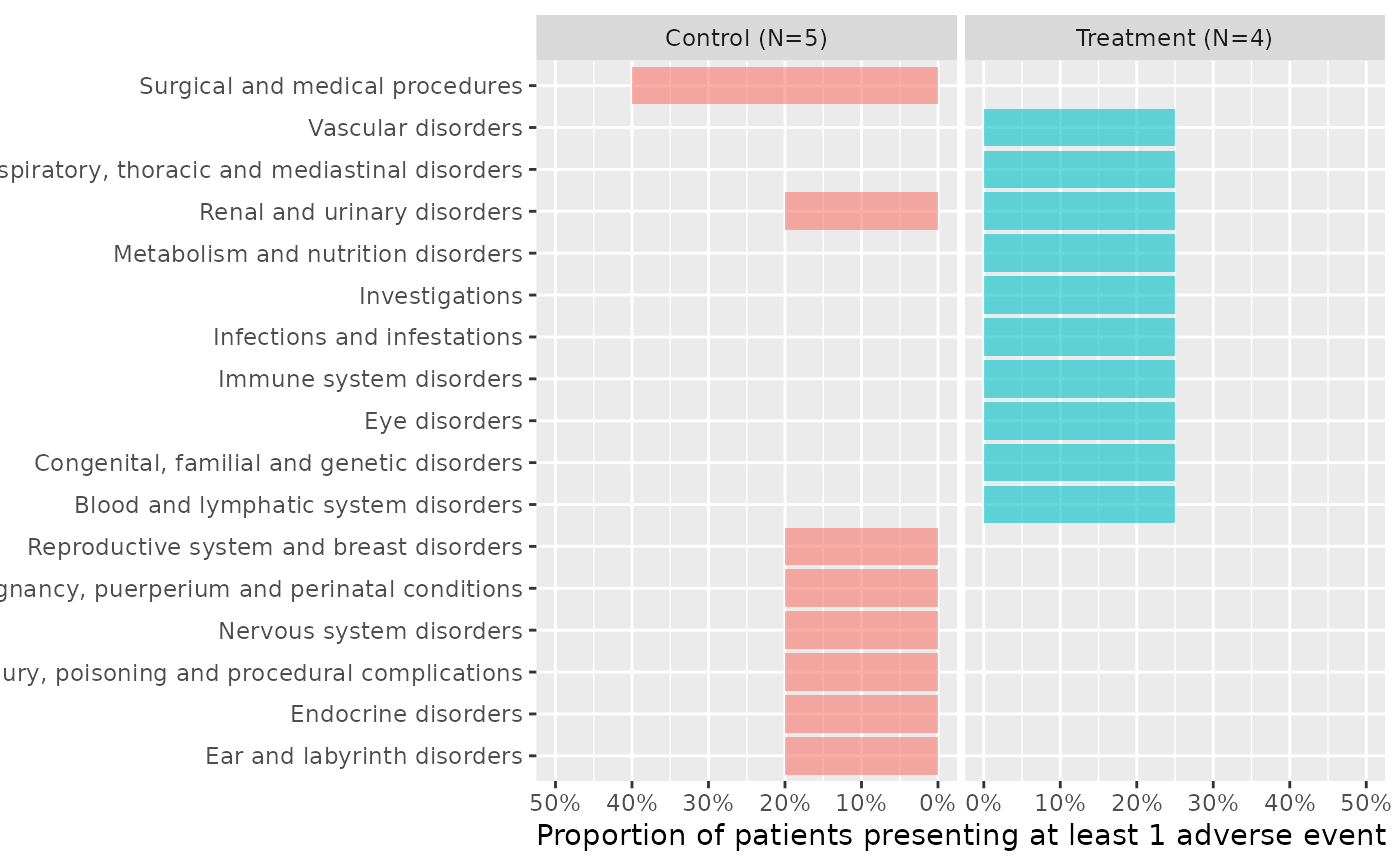 Control (N=5)
Treatment (N=4)
Surgical and medical procedures
Vascular disorders
spiratory, thoracic and mediastinal disorders
Renal and urinary disorders
Metabolism and nutrition disorders
Investigations
Infections and infestations
Immune system disorders
Eye disorders
Congenital, familial and genetic disorders
Blood and lymphatic system disorders
Reproductive system and breast disorders
gnancy, puerperium and perinatal conditions
Nervous system disorders
ury, poisoning and procedural complications
Endocrine disorders
Ear and labyrinth disorders
50% 40% 30% 20% 10% 0% 0% 10% 20% 30% 40% 50%
Proportion of patients presenting at least 1 adverse event